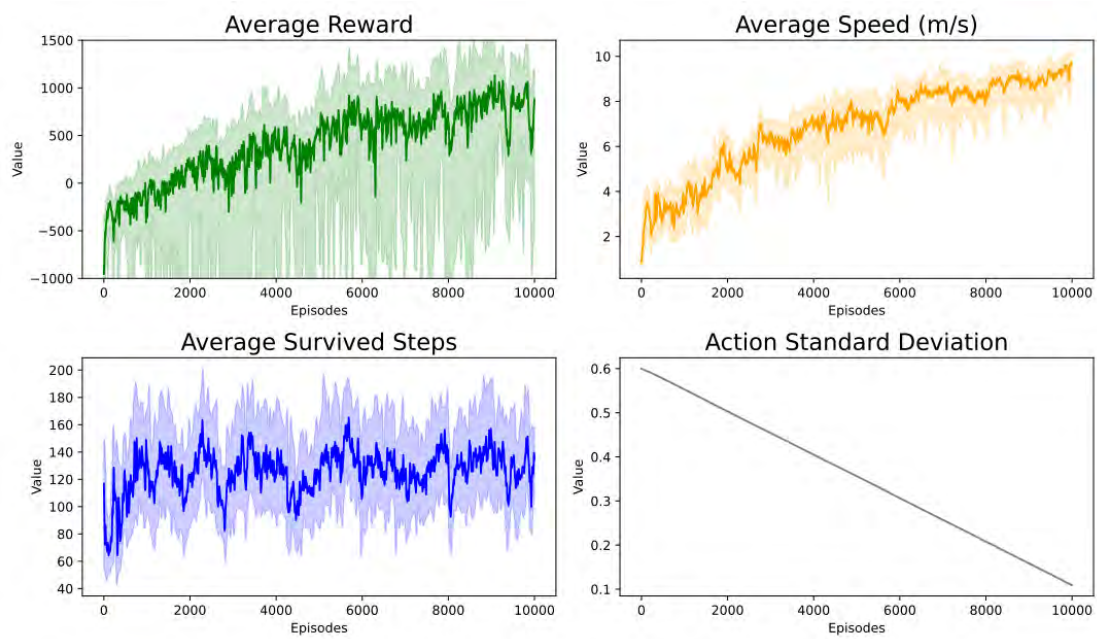 Average Reward
1500
1000
500
0
−500
−1000
Value
0 2000 4000 6000 8000 10000
Episodes
Average Speed (m/s)
10
8
6
4
2
Value
0 2000 4000 6000 8000 10000
Episodes
Average Survived Steps
200
180
160
140
120
100
80
60
40
Value
0 2000 4000 6000 8000 10000
Episodes
Action Standard Deviation
0.6
0.5
0.4
0.3
0.2
0.1
Value
0 2000 4000 6000 8000 10000
Episodes